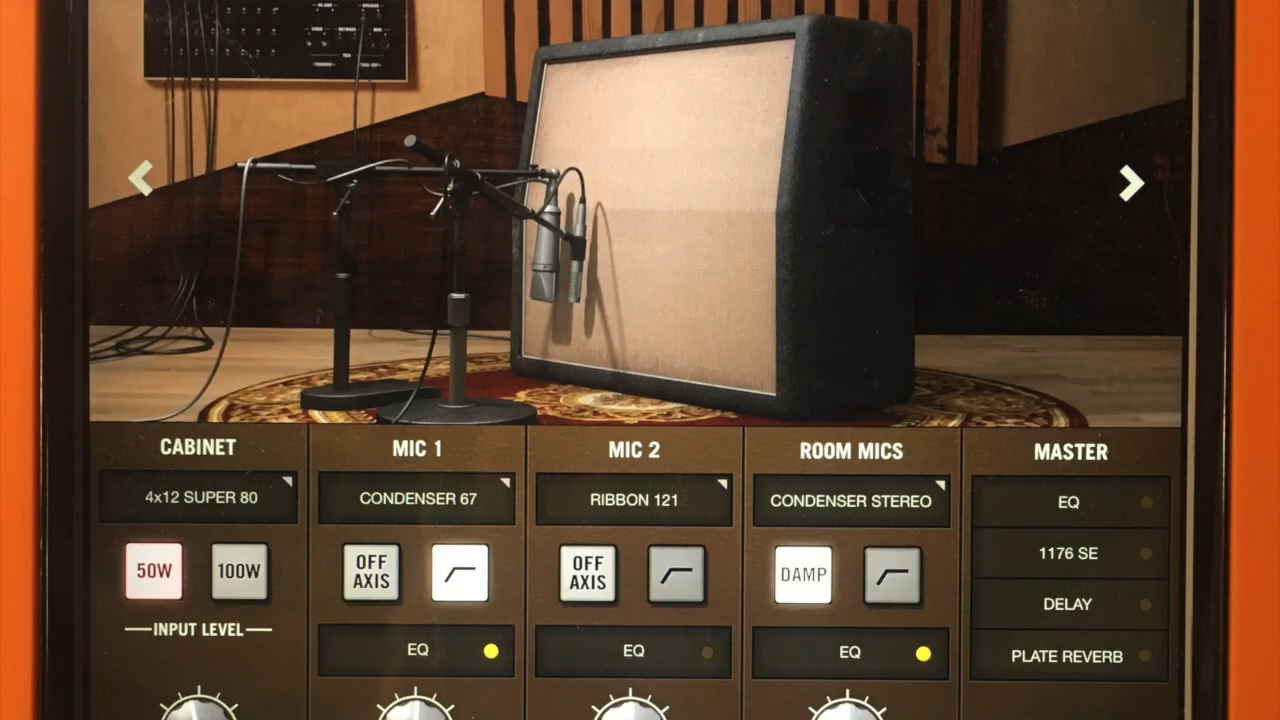 CABINET
MIC 1
MIC 2
ROOM MICS
MASTER
4x12 SUPER 80
CONDENSER 67
RIBBON 121
CONDENSER STEREO
EQ
50W
100W
OFF
AXIS
OFF
AXIS
DAMP
1176 SE
DELAY
INPUT LEVEL
EQ
EQ
EQ
PLATE REVERB